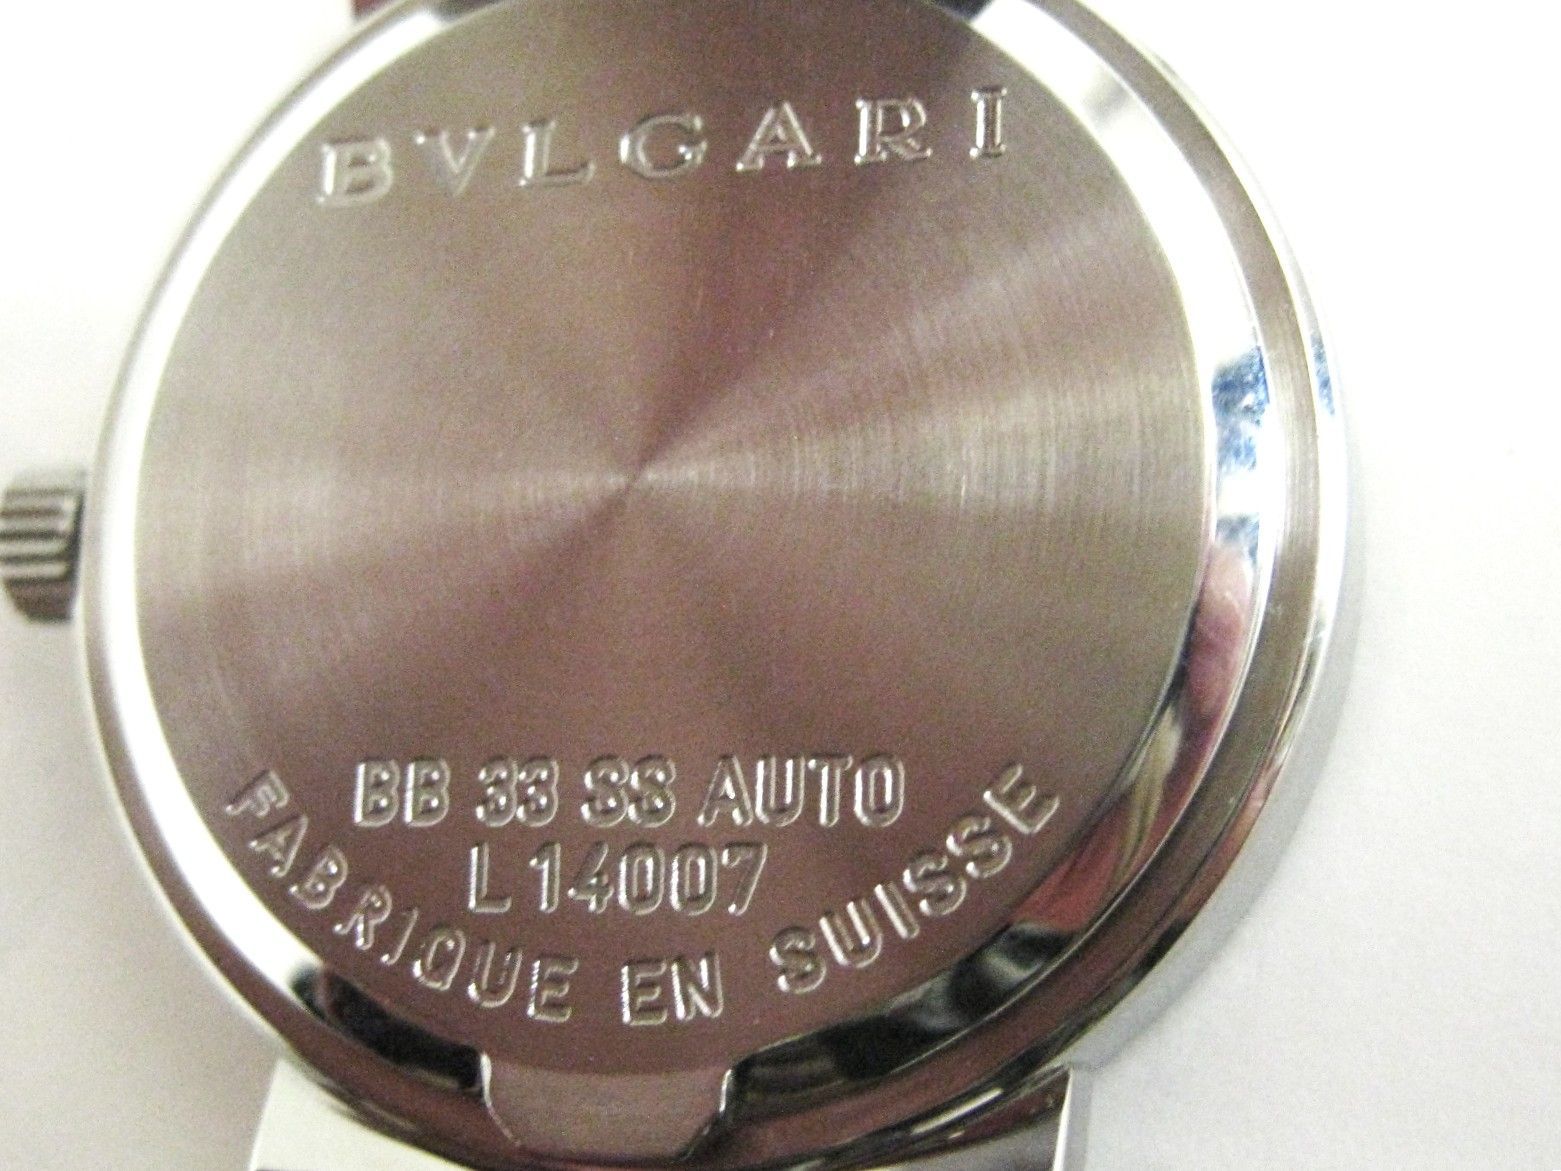 BVLGARI
BB 33 SS AUTO
L 14007
FABRIQUE EN SUISSE